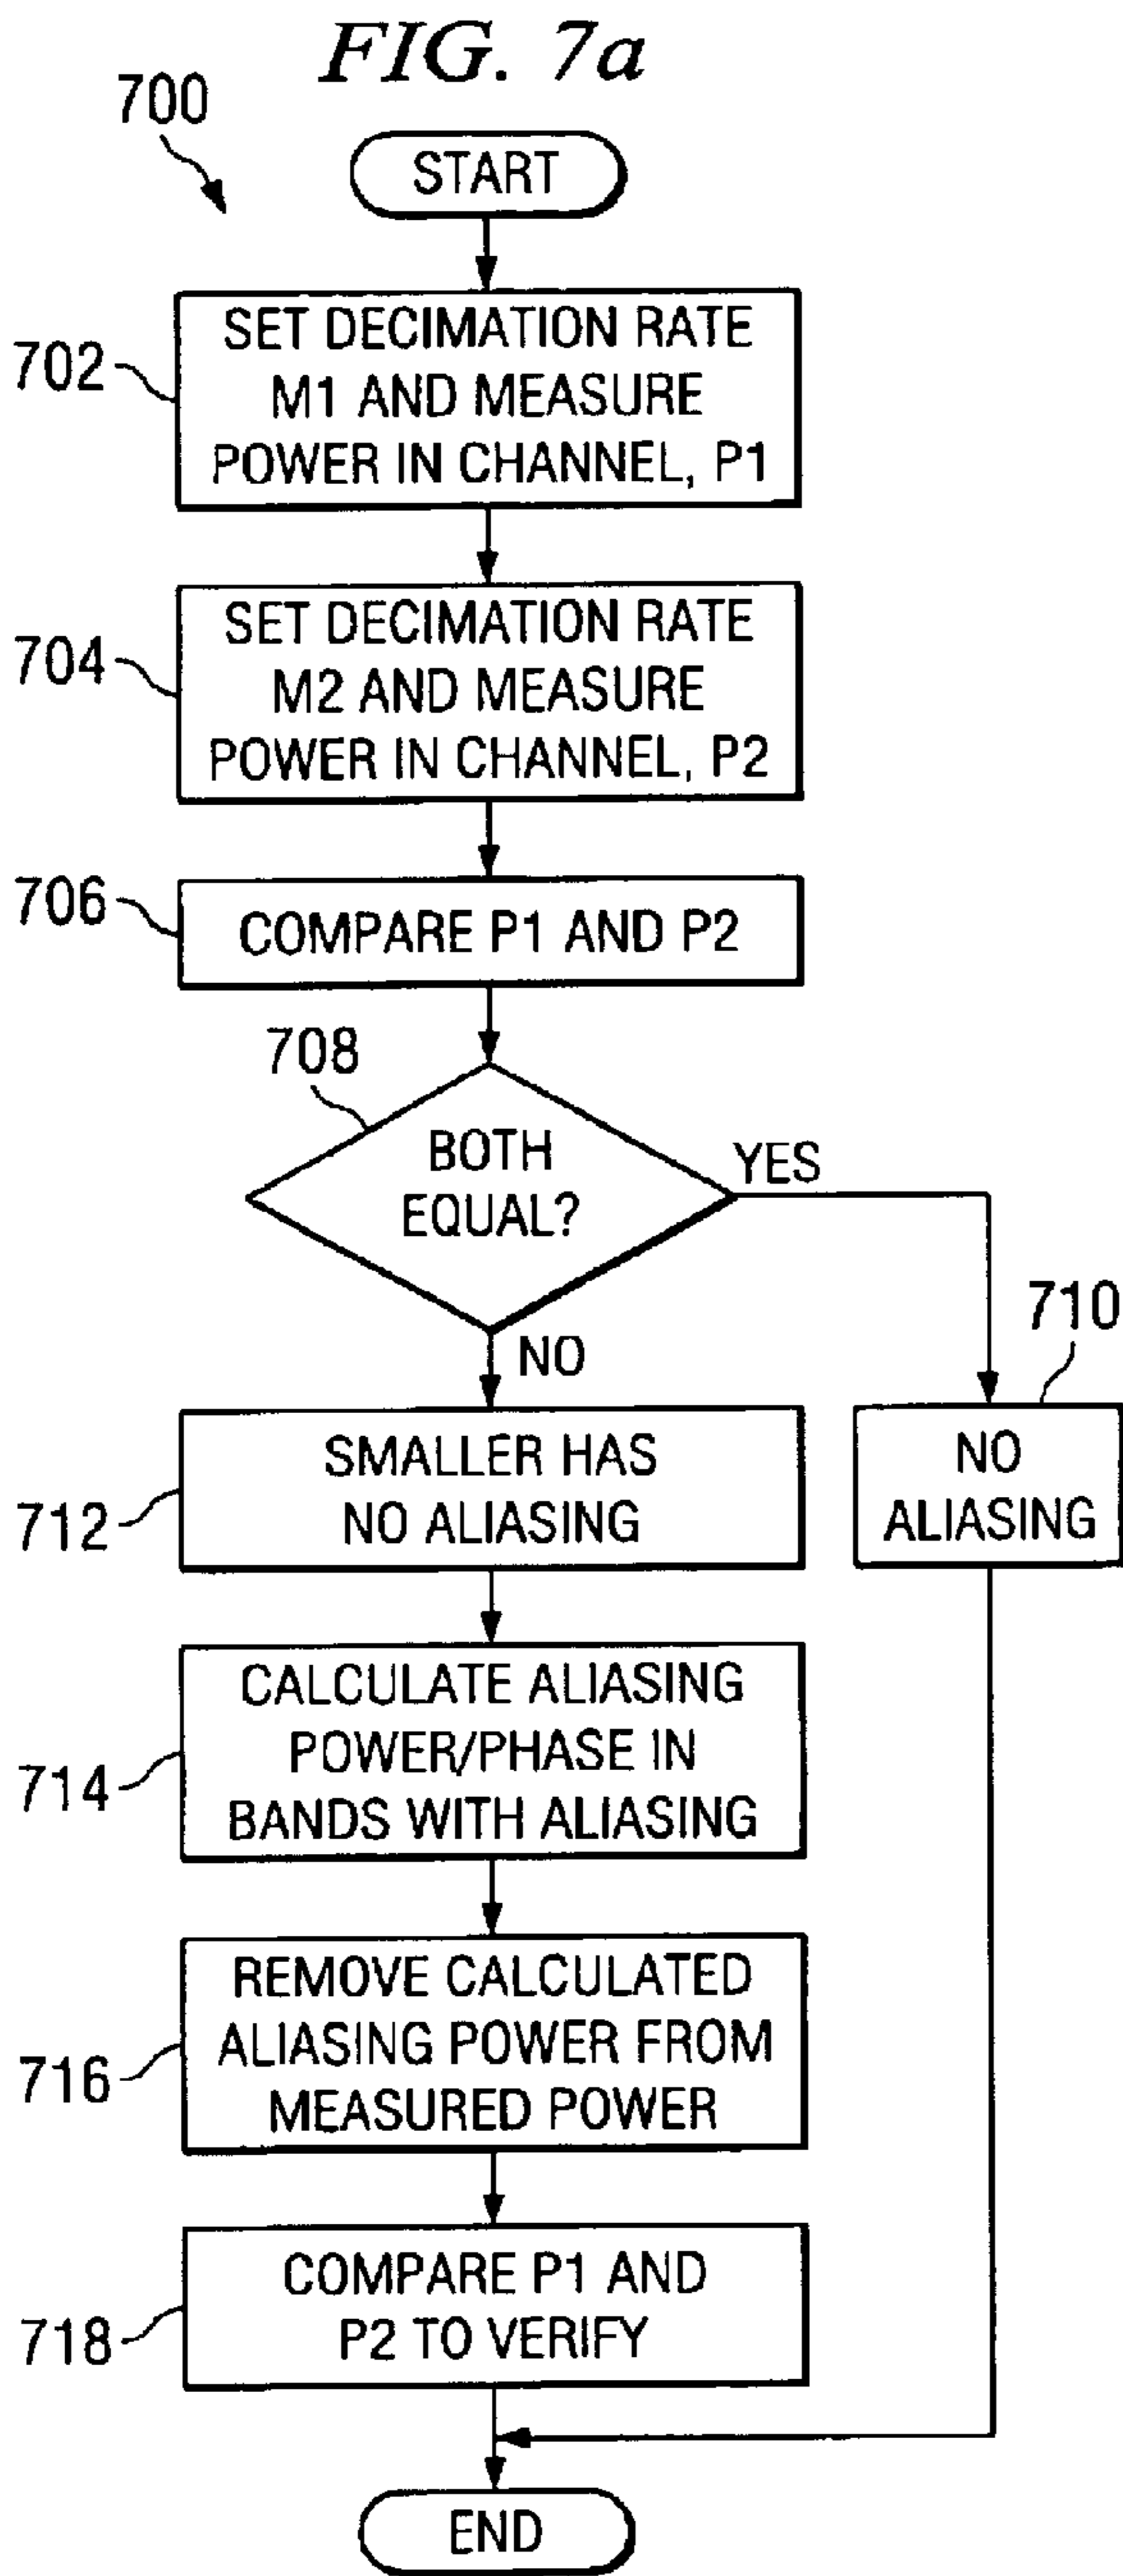 FIG. 7a
700
START
702
SET DECIMATION RATE
M1 AND MEASURE
POWER IN CHANNEL, P1
704
SET DECIMATION RATE
M2 AND MEASURE
POWER IN CHANNEL, P2
706
COMPARE P1 AND P2
708
BOTH
EQUAL?
YES
NO
710
NO
ALIASING
712
SMALLER HAS
NO ALIASING
714
CALCULATE ALIASING
POWER/PHASE IN
BANDS WITH ALIASING
716
REMOVE CALCULATED
ALIASING POWER FROM
MEASURED POWER
718
COMPARE P1 AND
P2 TO VERIFY
END